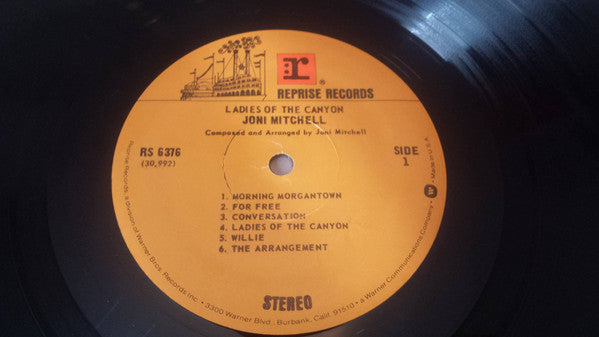 r
®
REPRISE RECORDS
LADIES OF THE CANYON
JONI MITCHELL
Composed and Arranged by Joni Mitchell
RS 6376
(30,992)
SIDE
1
1. MORNING MORGANTOWN
2. FOR FREE
3. CONVERSATION
4. LADIES OF THE CANYON
5. WILLIE
6. THE ARRANGEMENT
STEREO
Reprise Records, a Division of Warner Bros. Records Inc. • 3300 Warner Blvd., Burbank, Calif. 91510 • a Warner Communications Company • Made in U.S.A.